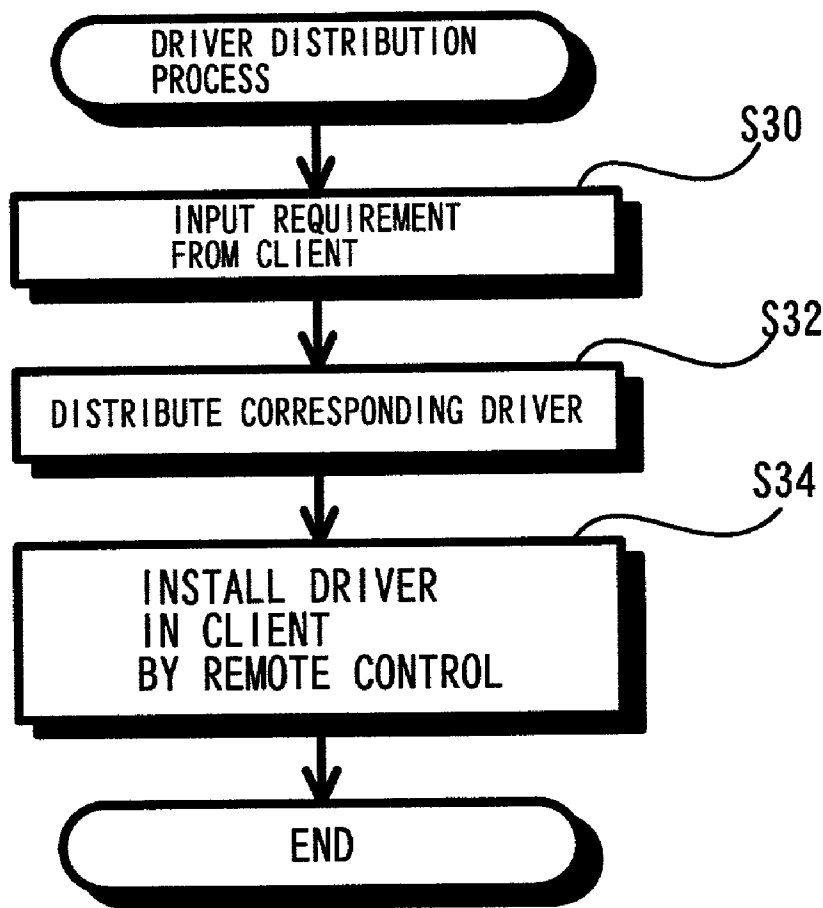 DRIVER DISTRIBUTION
PROCESS
S30
INPUT REQUIREMENT
FROM CLIENT
S32
DISTRIBUTE CORRESPONDING DRIVER
S34
INSTALL DRIVER
IN CLIENT
BY REMOTE CONTROL
END